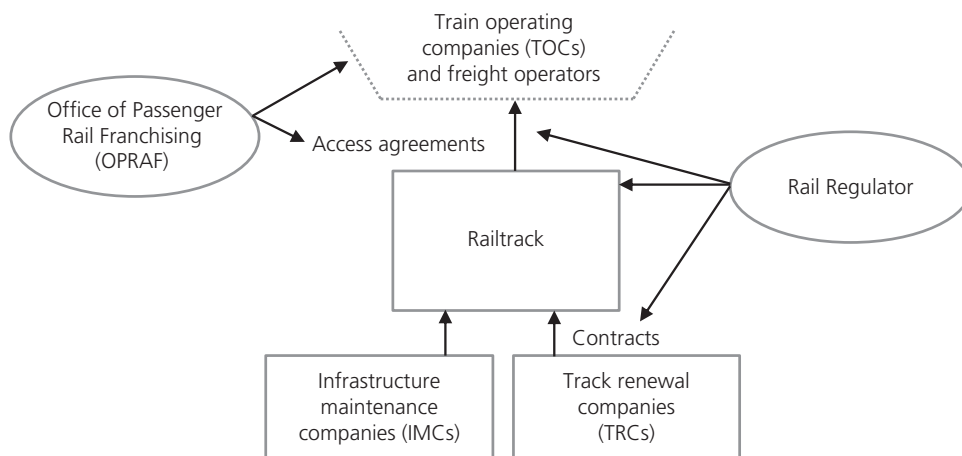 Train operating
companies (TOCs)
and freight operators
Office of Passenger
Rail Franchising
(OPRAF)
Access agreements
Rail Regulator
Railtrack
Contracts
Infrastructure
maintenance
companies (IMCs)
Track renewal
companies
(TRCs)